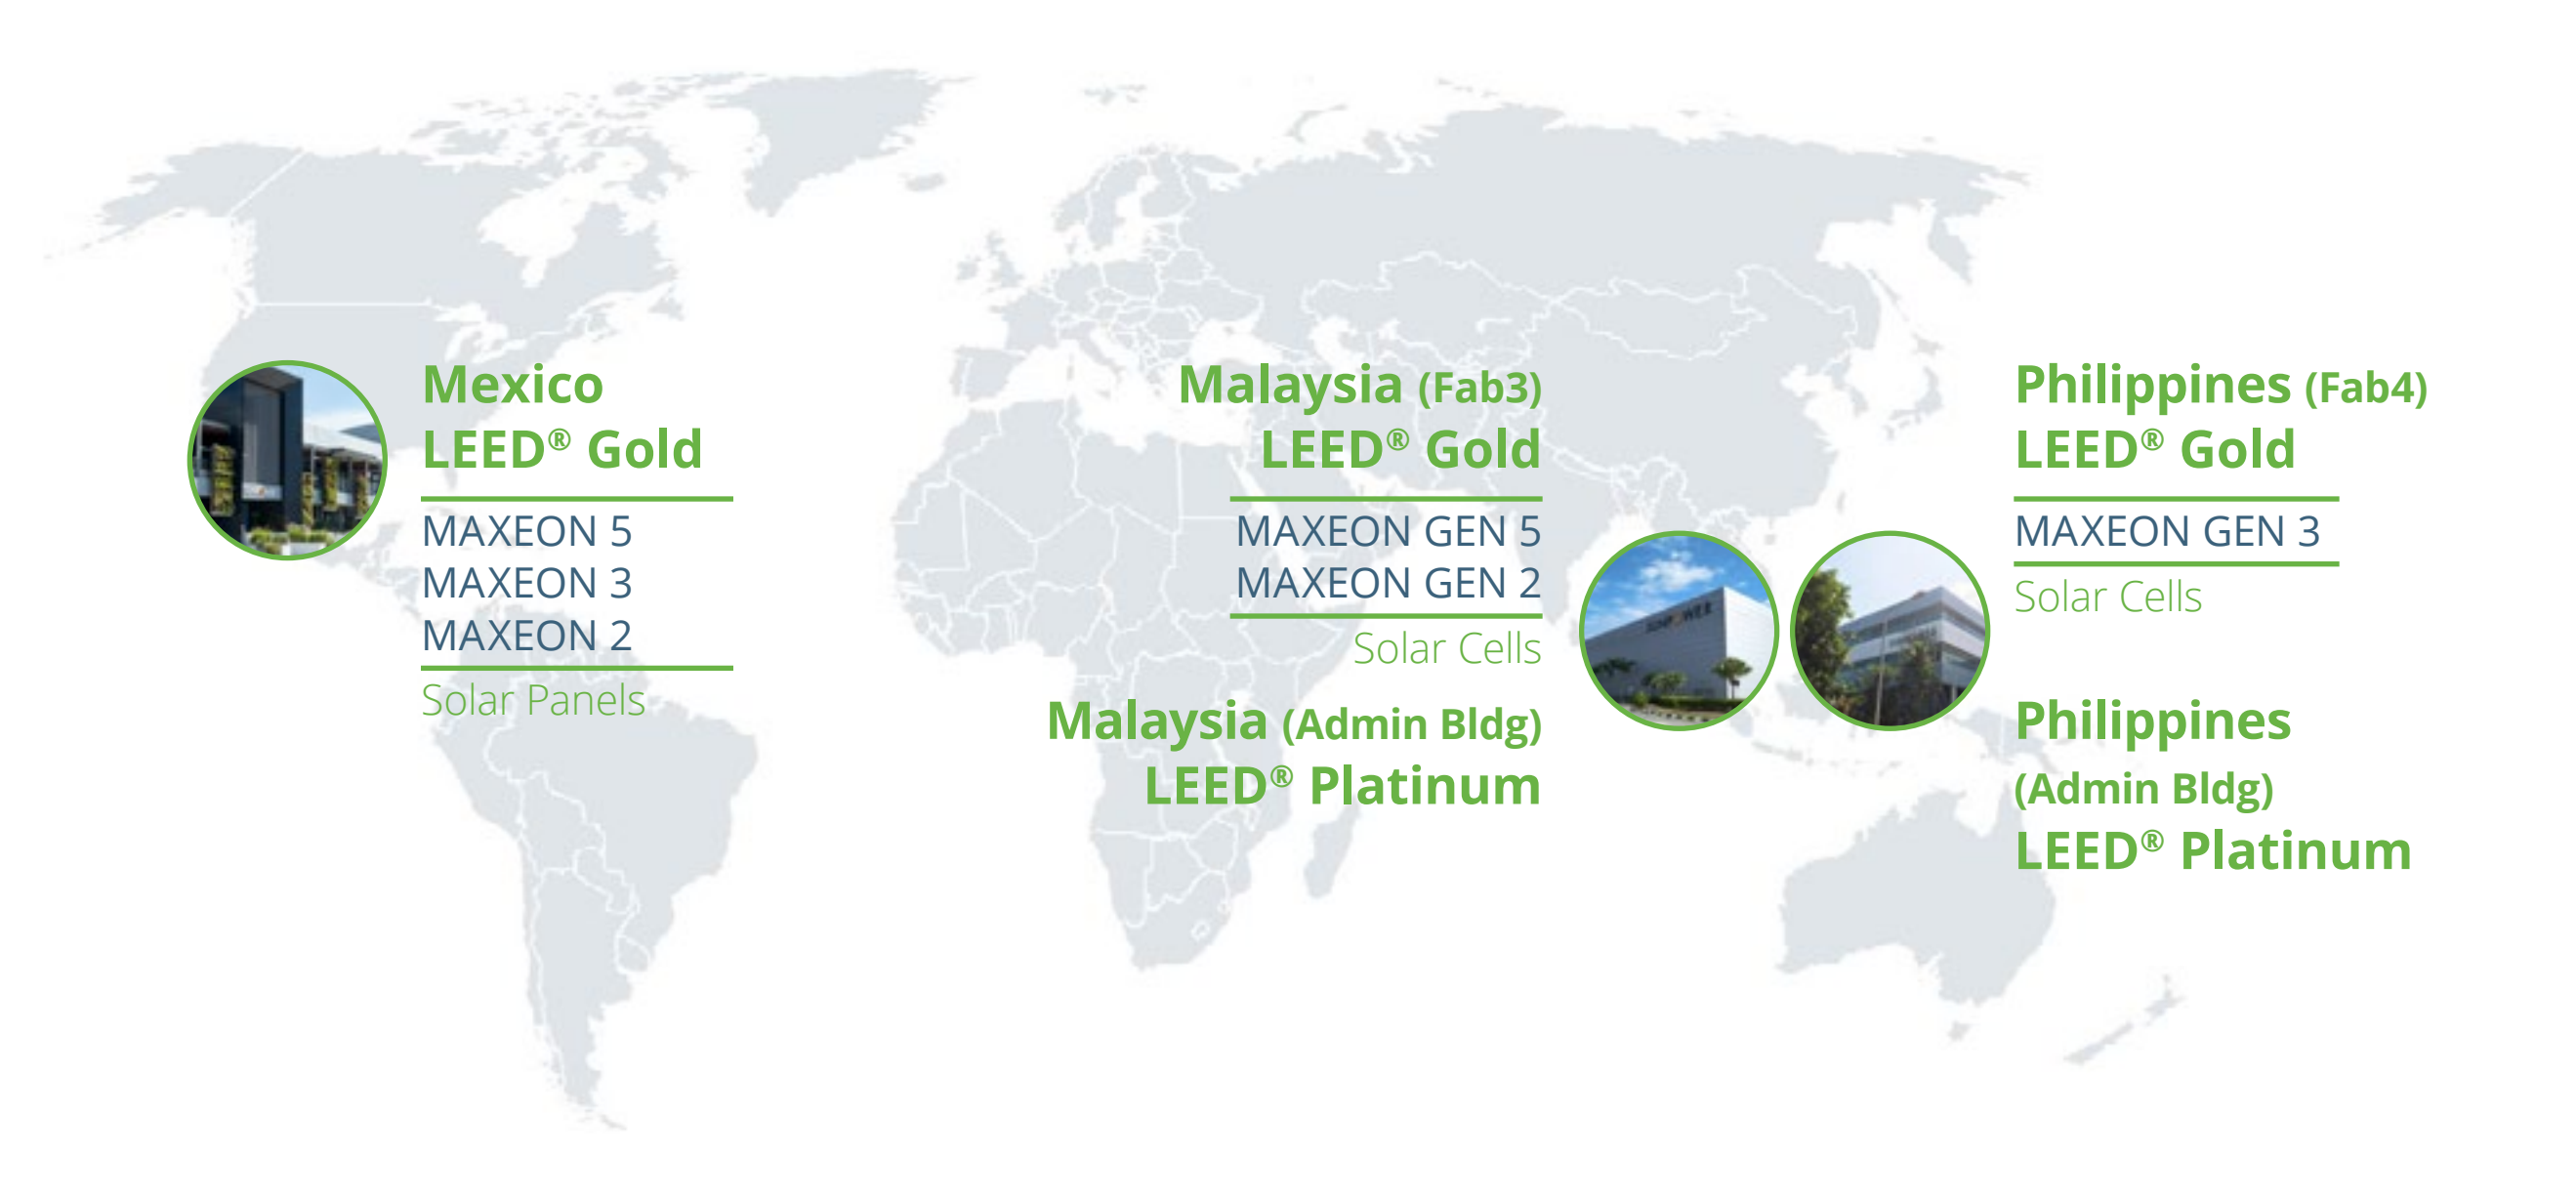 Mexico
LEED® Gold
MAXEON 5
MAXEON 3
MAXEON 2
Solar Panels
Malaysia (Fab3)
LEED® Gold
MAXEON GEN 5
MAXEON GEN 2
Solar Cells
Malaysia (Admin Bldg)
LEED® Platinum
SUNPOWER
Philippines (Fab4)
LEED® Gold
MAXEON GEN 3
Solar Cells
Philippines
(Admin Bldg)
LEED® Platinum